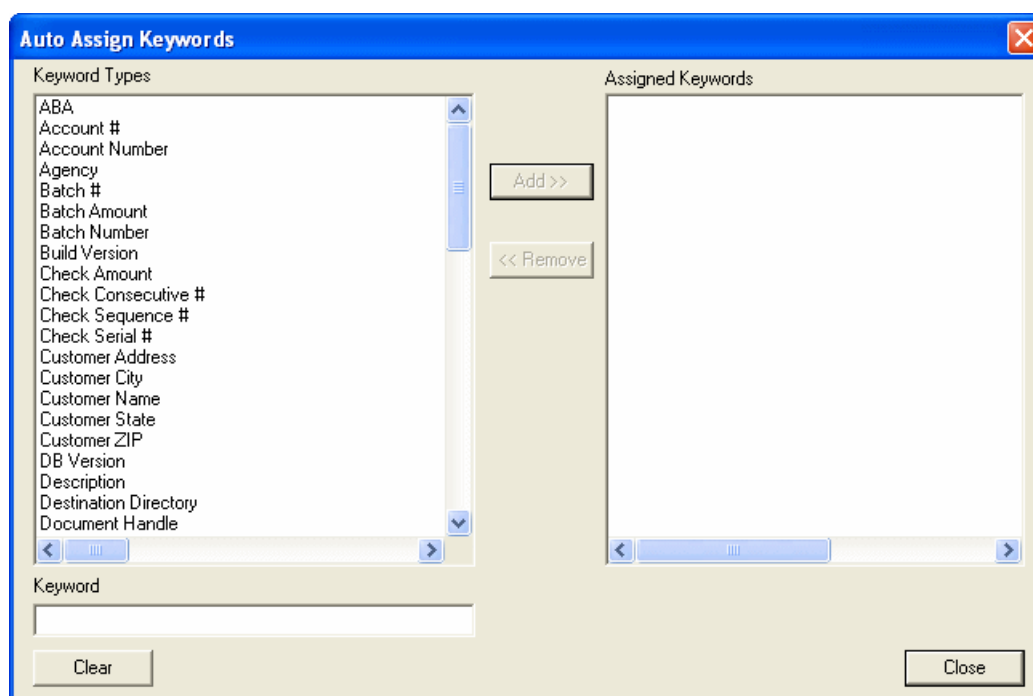 Auto Assign Keywords
Keyword Types
Assigned Keywords
ABA
Account #
Account Number
Agency
Batch #
Batch Amount
Batch Number
Build Version
Check Amount
Check Consecutive #
Check Sequence #
Check Serial #
Customer Address
Customer City
Customer Name
Customer State
Customer ZIP
DB Version
Description
Destination Directory
Document Handle
Add >>
<< Remove
Keyword
Clear
Close